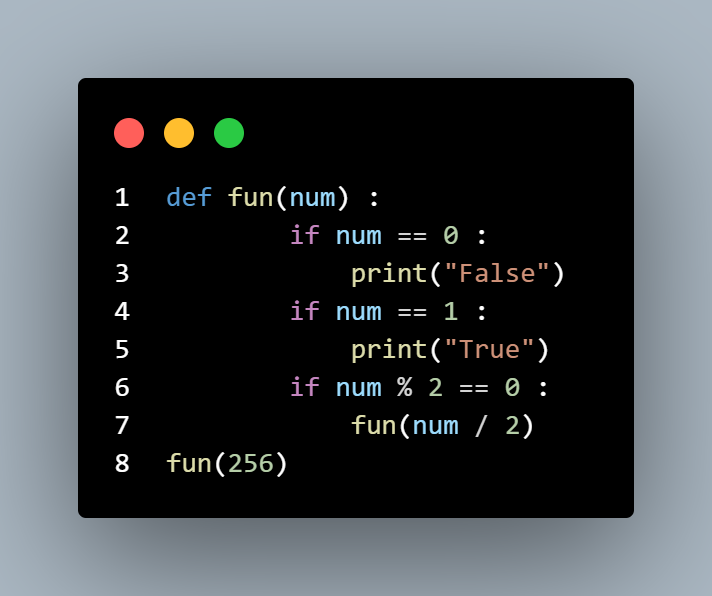 1 def fun(num) :
2         if num == 0 :
3             print("False")
4         if num == 1 :
5             print("True")
6         if num % 2 == 0 :
7             fun(num / 2)
8 fun(256)